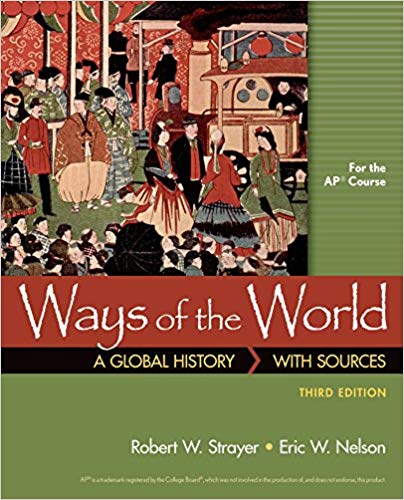 For the
AP® Course
Ways of the World
A GLOBAL HISTORY WITH SOURCES
THIRD EDITION
Robert W. Strayer • Eric W. Nelson
AP® is a trademark registered by the College Board®, which was not involved in the production of, and does not endorse, this product.